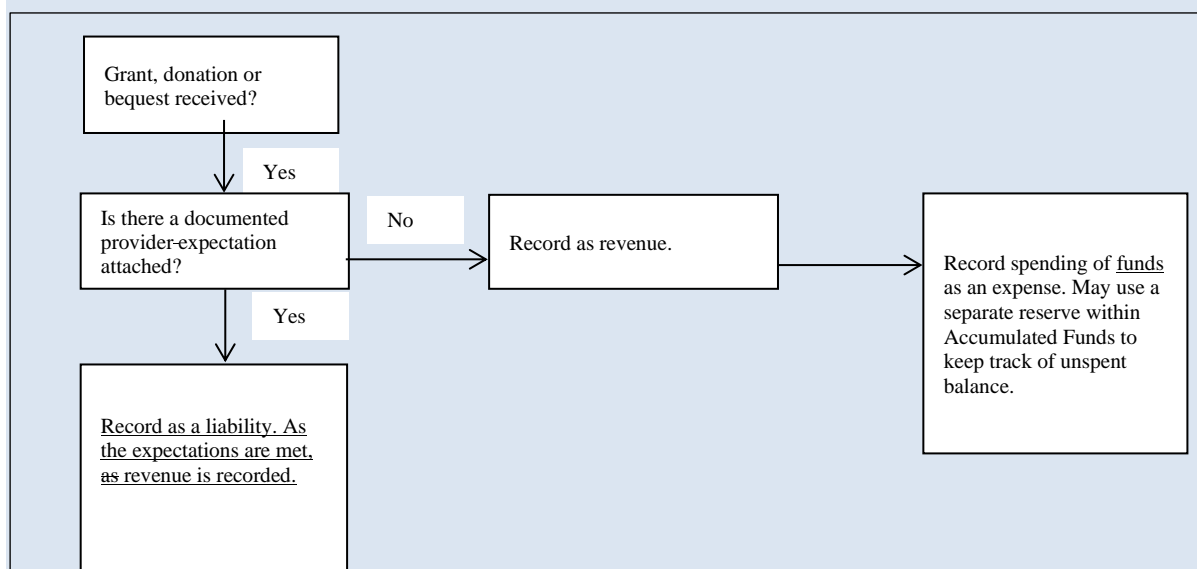 Grant, donation or
bequest received?
Yes
Is there a documented
provider-expectation
attached?
No
Record as revenue.
Record spending of funds
as an expense. May use a
separate reserve within
Accumulated Funds to
keep track of unspent
balance.
Yes
Record as a liability. As
the expectations are met,
as revenue is recorded.